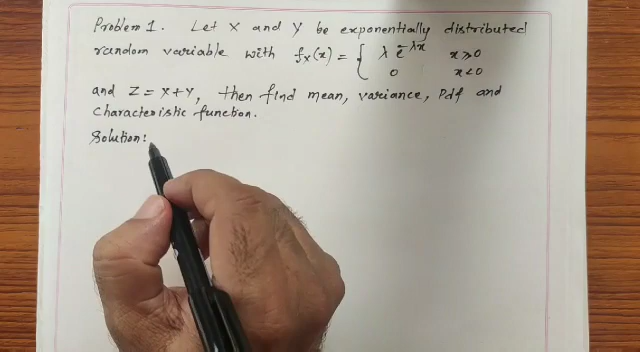 Problem 1. Let X and Y be exponentially distributed
random variable with fₓ(x) = { λ e^{-λx} x ⩾ 0
0 x < 0
and Z = X+Y, then find mean, variance, Pdf and
characteristic function.
Solution: